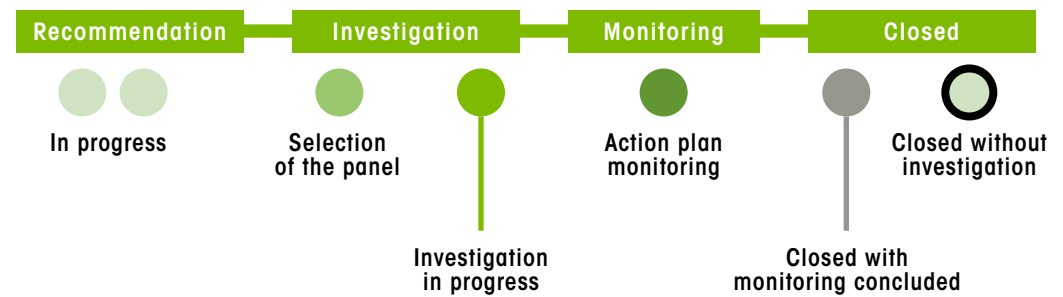 Recommendation
Investigation
Monitoring
Closed
In progress
Selection
of the panel
Action plan
monitoring
Closed without
investigation
Investigation
in progress
Closed with
monitoring concluded